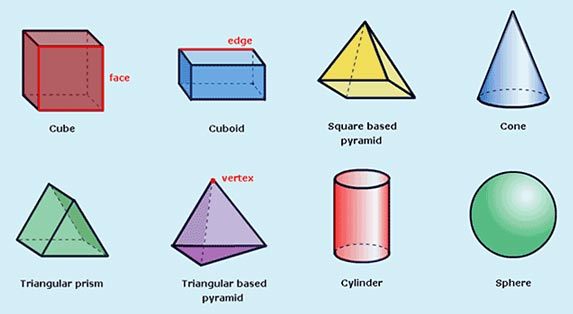 face
edge
Cube
Cuboid
Square based
pyramid
Cone
vertex
Triangular prism
Triangular based
pyramid
Cylinder
Sphere